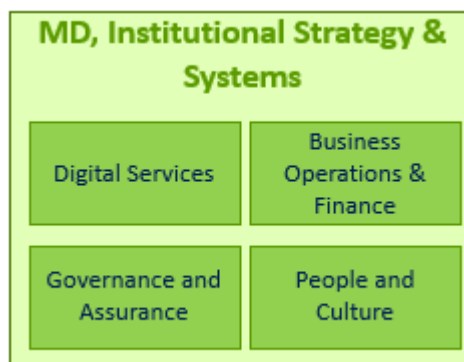 MD, Institutional Strategy &
Systems
Digital Services
Business
Operations &
Finance
Governance and
Assurance
People and
Culture